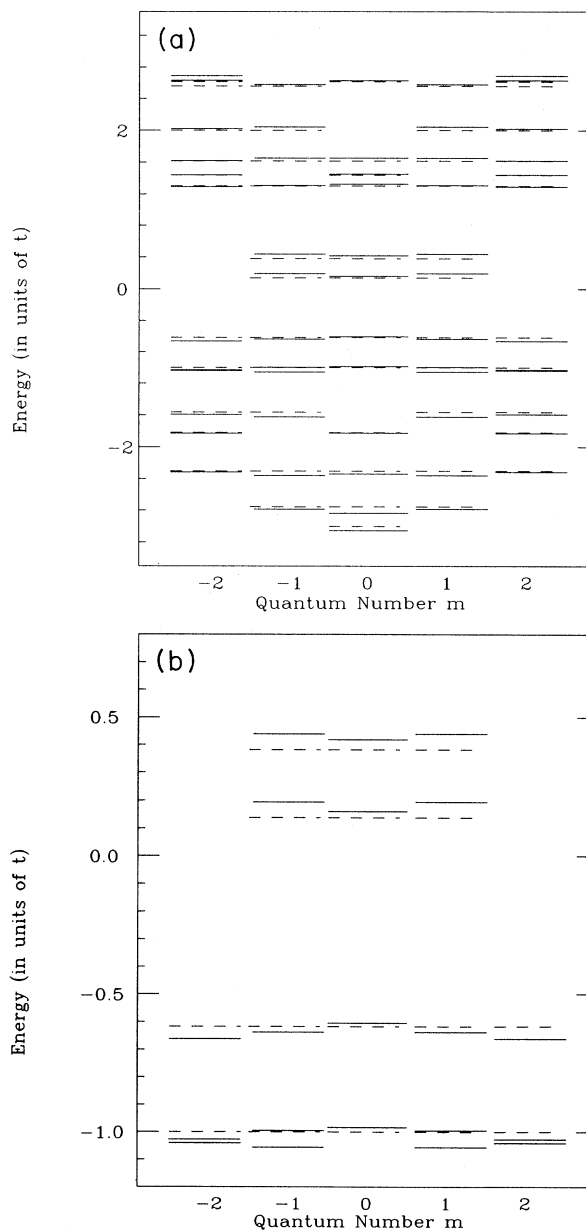 (a)
2
0
−2
Energy (in units of t)
−2 −1 0 1 2
Quantum Number m
(b)
0.5
0.0
−0.5
−1.0
Energy (in units of t)
−2 −1 0 1 2
Quantum Number m